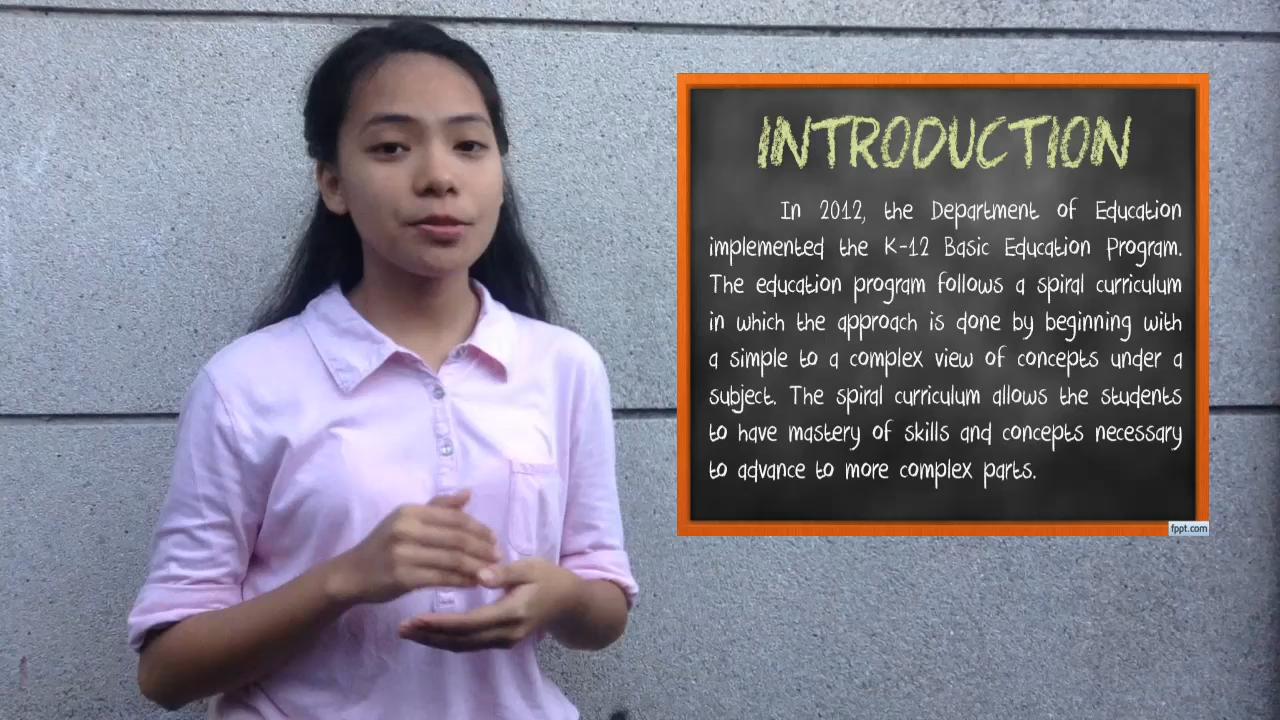 INTRODUCTION
In 2012, the Department of Education
implemented the K-12 Basic Education Program.
The education program follows a spiral curriculum
in which the approach is done by beginning with
a simple to a complex view of concepts under a
subject. The spiral curriculum allows the students
to have mastery of skills and concepts necessary
to advance to more complex parts.
fppt.com